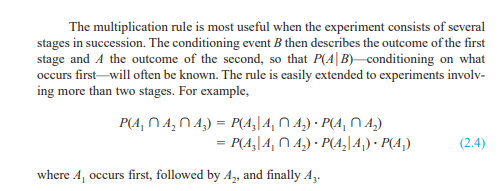 The multiplication rule is most useful when the experiment consists of several
stages in succession. The conditioning event B then describes the outcome of the first
stage and A the outcome of the second, so that P(A|B)—conditioning on what
occurs first—will often be known. The rule is easily extended to experiments involv-
ing more than two stages. For example,
P(A₁ ∩ A₂ ∩ A₃) = P(A₃|A₁ ∩ A₂) · P(A₁ ∩ A₂)
= P(A₃|A₁ ∩ A₂) · P(A₂|A₁) · P(A₁) (2.4)
where A₁ occurs first, followed by A₂, and finally A₃.